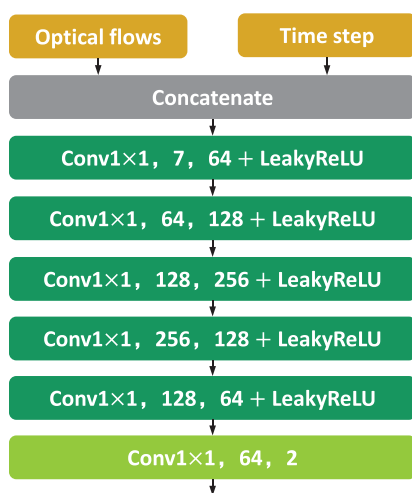 Optical flows
Time step
Concatenate
Conv1×1，7，64 + LeakyReLU
Conv1×1，64，128 + LeakyReLU
Conv1×1，128，256 + LeakyReLU
Conv1×1，256，128 + LeakyReLU
Conv1×1，128，64 + LeakyReLU
Conv1×1，64，2